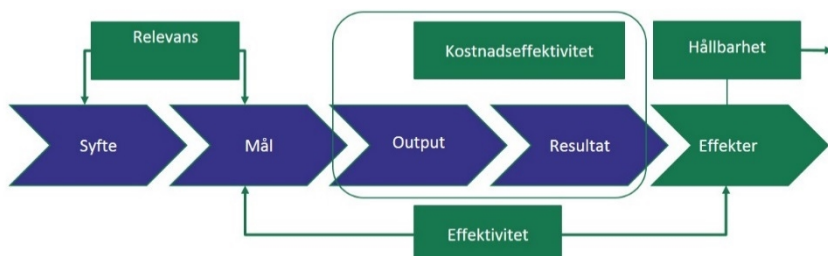 Relevans
Kostnadseffektivitet
Hållbarhet
Syfte
Mål
Output
Resultat
Effekter
Effektivitet